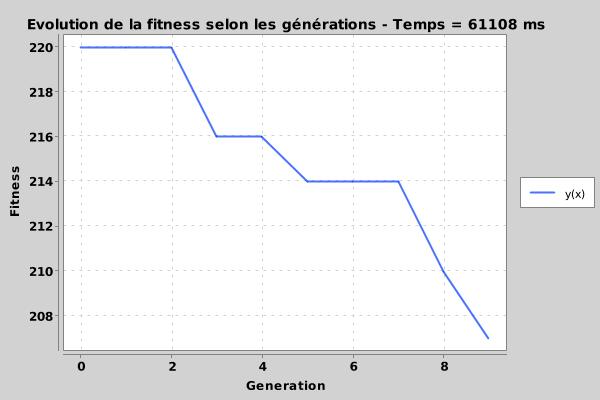 Evolution de la fitness selon les générations - Temps = 61108 ms
220
218
216
214
212
210
208
Fitness
y(x)
0 2 4 6 8
Generation